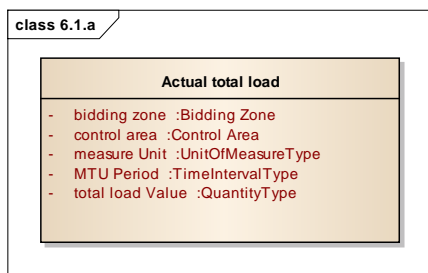 class 6.1.a
Actual total load
- bidding zone :Bidding Zone
- control area :Control Area
- measure Unit :UnitOfMeasureType
- MTU Period :TimeIntervalType
- total load Value :QuantityType